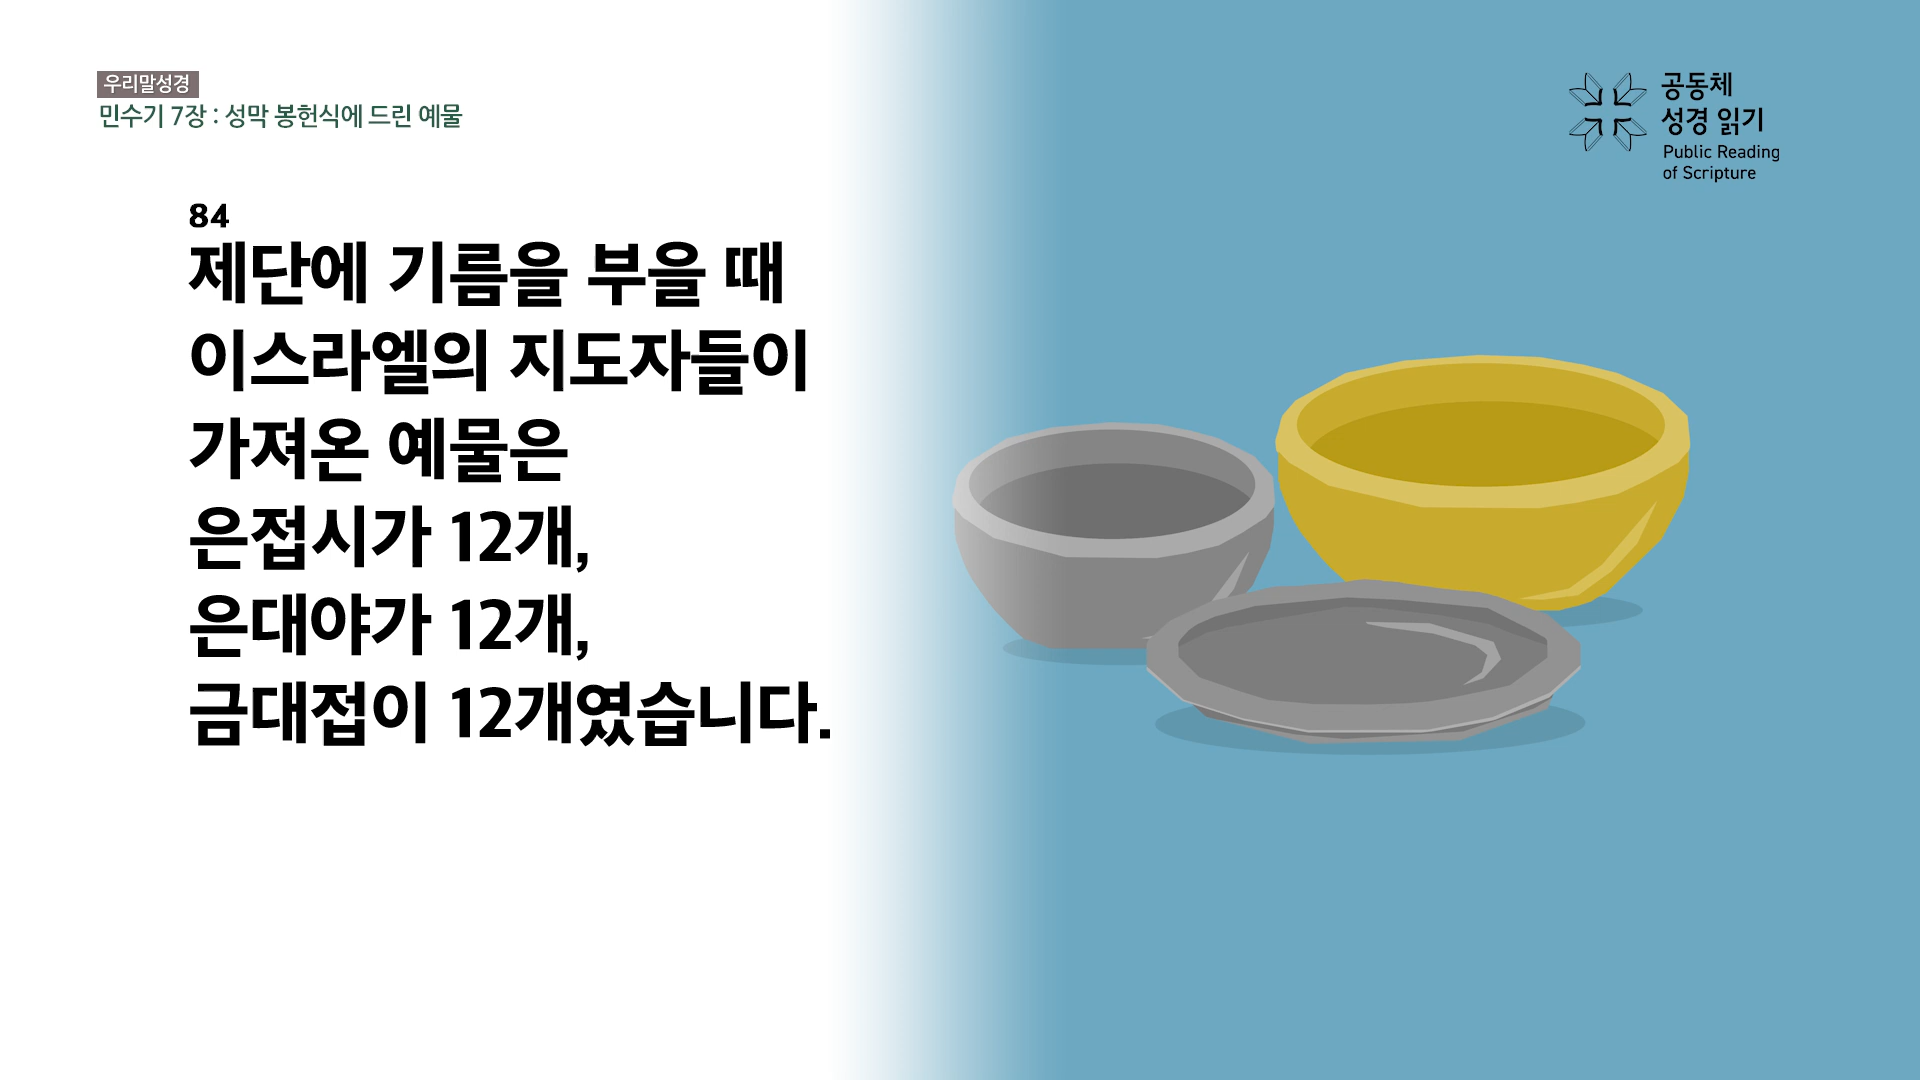 우리말성경
민수기 7장 : 성막 봉헌식에 드린 예물
공동체
성경 읽기
Public Reading
of Scripture
84
제단에 기름을 부을 때
이스라엘의 지도자들이
가져온 예물은
은접시가 12개,
은대야가 12개,
금대접이 12개였습니다.